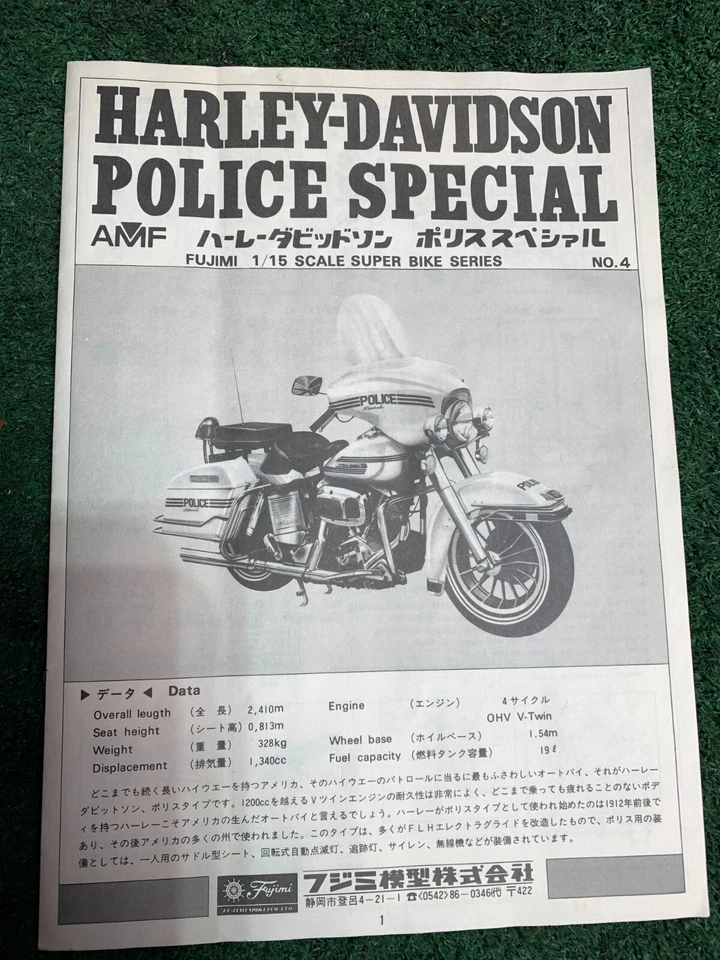 HARLEY-DAVIDSON
POLICE SPECIAL
AMF ハーレーダビッドソン ポリススペシャル
FUJIMI 1/15 SCALE SUPER BIKE SERIES NO.4
POLICE
POLICE
POLICE
▶ データ ◀ Data
Overall leugth (全 長) 2,410m
Seat height (シート高) 0,813m
Weight (重 量) 328kg
Displacement (排気量) 1,340cc
Engine (エンジン) 4サイクル
OHV V-Twin
Wheel base (ホイルベース) 1.54m
Fuel capacity (燃料タンク容量) 19ℓ
どこまでも続く長いハイウエーを持つアメリカ、そのハイウエーのパトロールに当るに最もふさわしいオートバイ、それがハーレー
ダビットソン、ポリスタイプです。1200ccを越えるVツインエンジンの耐久性は非常によく、どこまで乗っても疲れることのないボデ
ィを持つハーレーこそアメリカの生んだオートバイと言えるでしょう。ハーレーがポリスタイプとして使われ始めたのは1912年前後で
あり、その後アメリカの多くの州で使われました。このタイプは、多くがFLHエレクトラグライドを改造したもので、ポリス用の装
備としては、一人用のサドル型シート、回転式自動点滅灯、追跡灯、サイレン、無線機などが装備されています。
Fujimi フジミ模型株式会社
静岡市登呂4-21-1 ☎<0542>86-0346代 〒422
1